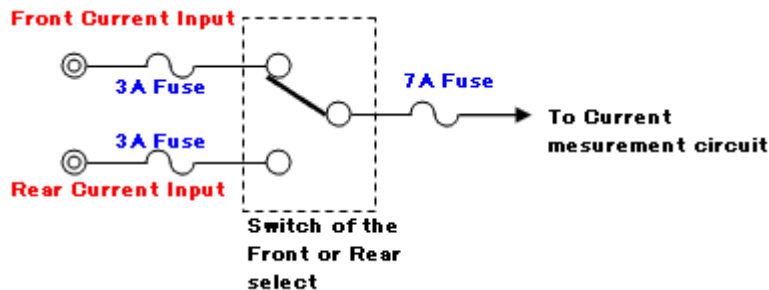 Front Current Input
3A Fuse
7A Fuse
To Current
mesurement circuit
3A Fuse
Rear Current Input
Switch of the
Front or Rear
select